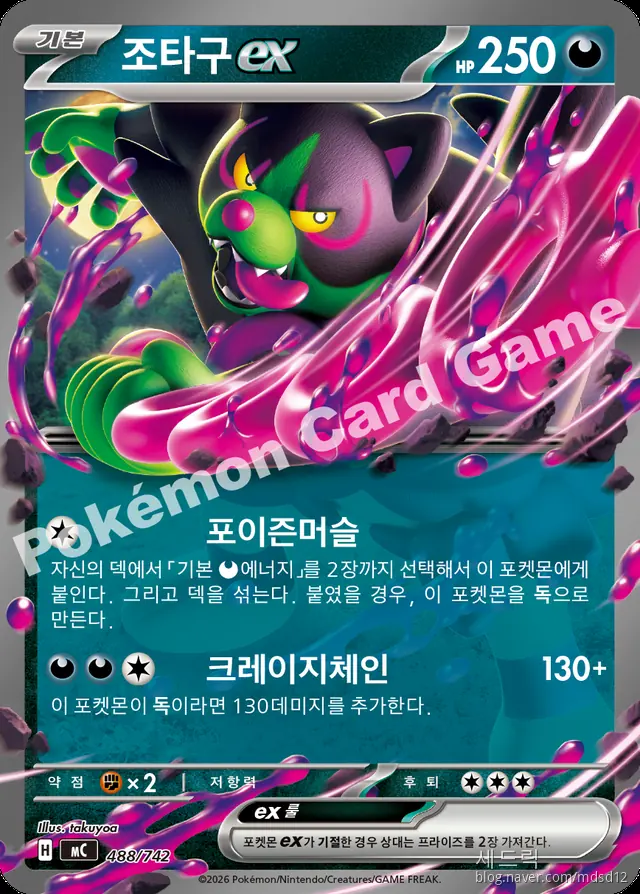 기본 조타구 ex HP 250
Pokémon Card Game
포이즌머슬
자신의 덱에서 「기본 에너지」를 2장까지 선택해서 이 포켓몬에게
붙인다. 그리고 덱을 섞는다. 붙였을 경우, 이 포켓몬을 독으로
만든다.
크레이지체인 130+
이 포켓몬이 독이라면 130데미지를 추가한다.
약점 ×2 저항력 후퇴
ex 룰
포켓몬 ex가 기절한 경우 상대는 프라이즈를 2장 가져간다.
Illus. takuyoa
H MC 488/742
세드릭
blog.naver.com/mdsd12
©2026 Pokémon/Nintendo/Creatures/GAME FREAK.